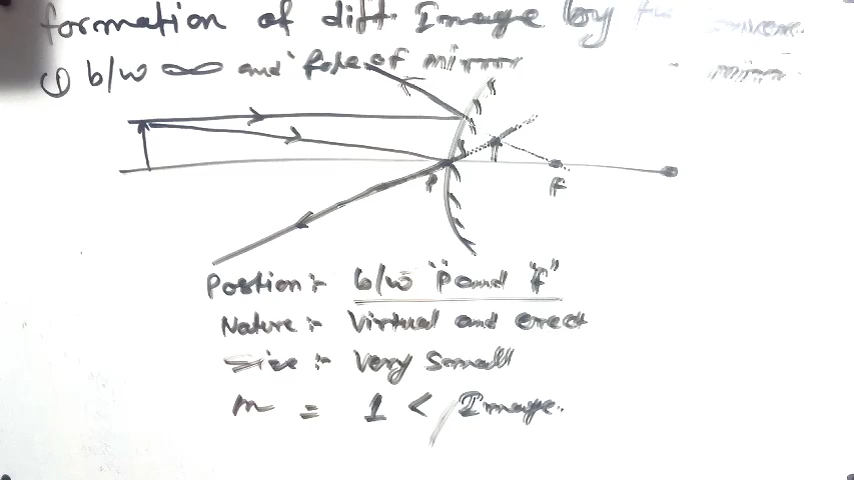 formation of diff. Image by
① b/w ∞ and Pole of mirror
P
F
Postion :- b/w "P and F"
Nature :- Virtual and erect
Size :- Very Small
m = 1 < Image.